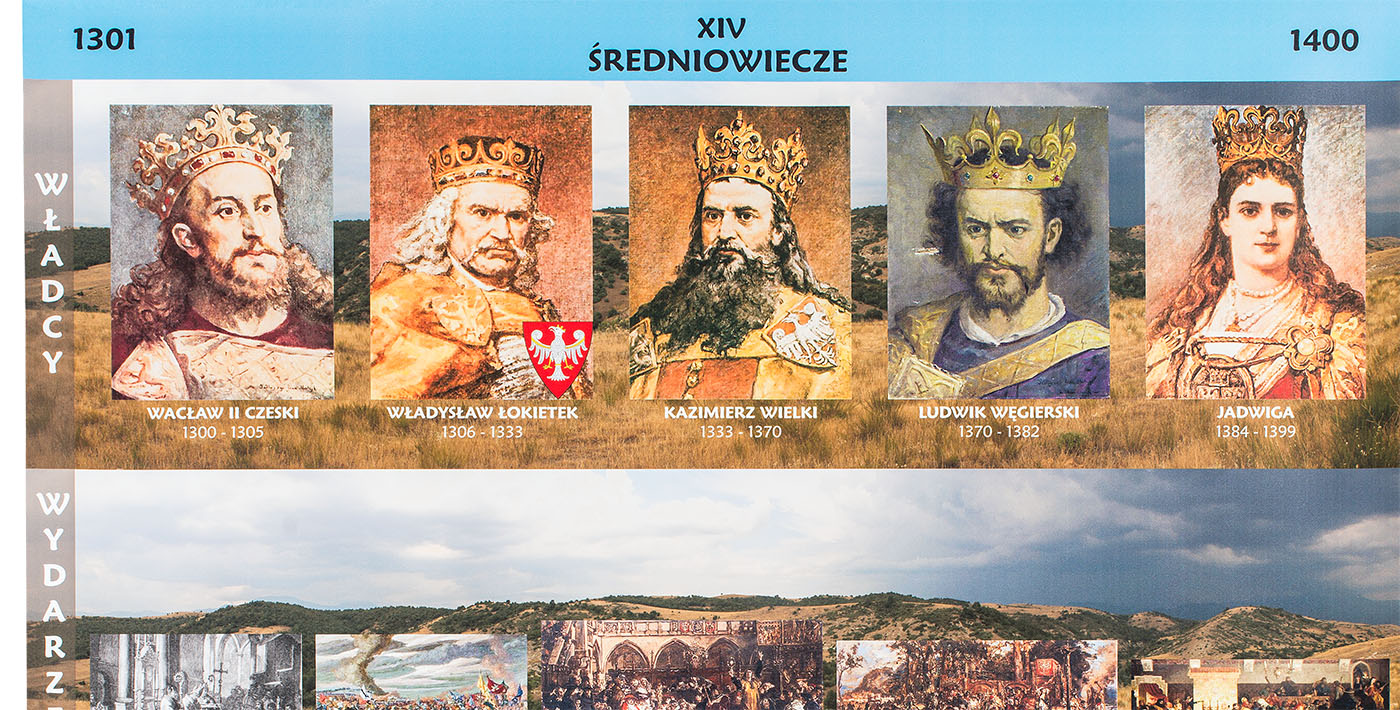 1301
XIV
ŚREDNIOWIECZE
1400
WŁADCY
WACŁAW II CZESKI
1300 - 1305
WŁADYSŁAW ŁOKIETEK
1306 - 1333
KAZIMIERZ WIELKI
1333 - 1370
LUDWIK WĘGIERSKI
1370 - 1382
JADWIGA
1384 - 1399
WYDARZ